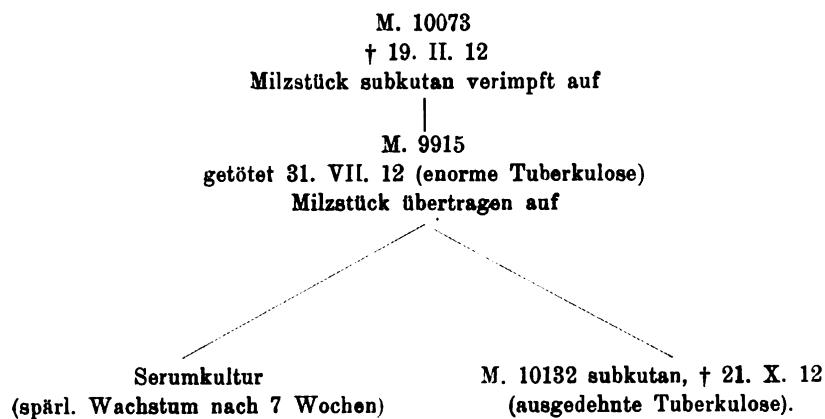 M. 10073
† 19. II. 12
Milzstück subkutan verimpft auf
M. 9915
getötet 31. VII. 12 (enorme Tuberkulose)
Milzstück übertragen auf
Serumkultur
(spärl. Wachstum nach 7 Wochen)
M. 10132 subkutan, † 21. X. 12
(ausgedehnte Tuberkulose).